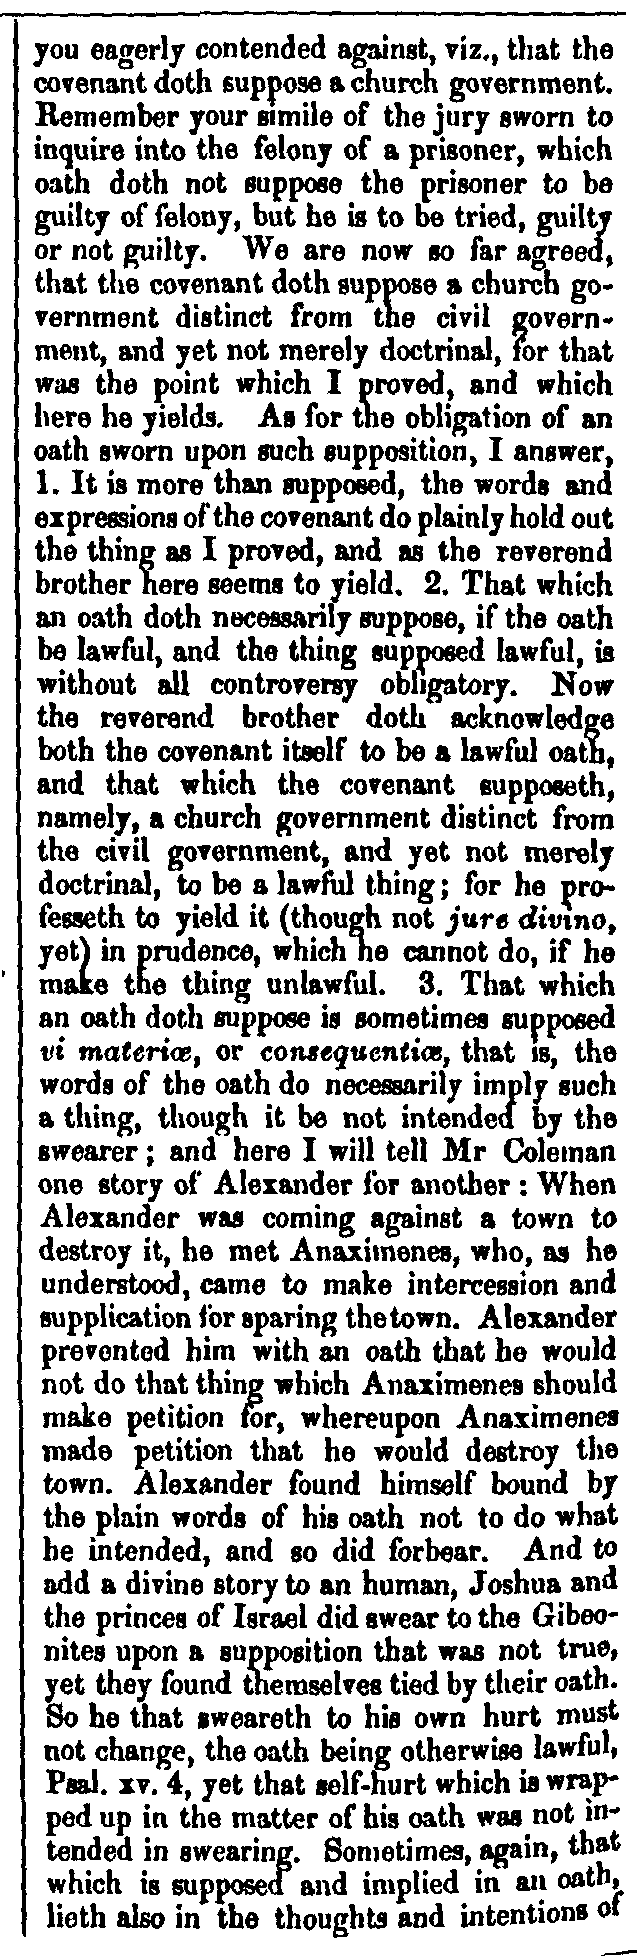 you eagerly contended against, viz., that the
covenant doth suppose a church government.
Remember your simile of the jury sworn to
inquire into the felony of a prisoner, which
oath doth not suppose the prisoner to be
guilty of felony, but he is to be tried, guilty
or not guilty. We are now so far agreed,
that the covenant doth suppose a church go-
vernment distinct from the civil govern-
ment, and yet not merely doctrinal, for that
was the point which I proved, and which
here he yields. As for the obligation of an
oath sworn upon such supposition, I answer,
1. It is more than supposed, the words and
expressions of the covenant do plainly hold out
the thing as I proved, and as the reverend
brother here seems to yield. 2. That which
an oath doth necessarily suppose, if the oath
be lawful, and the thing supposed lawful, is
without all controversy obligatory. Now
the reverend brother doth acknowledge
both the covenant itself to be a lawful oath,
and that which the covenant supposeth,
namely, a church government distinct from
the civil government, and yet not merely
doctrinal, to be a lawful thing; for he pro-
fesseth to yield it (though not jure divino,
yet) in prudence, which he cannot do, if he
make the thing unlawful. 3. That which
an oath doth suppose is sometimes supposed
vi materiæ, or consequentiæ, that is, the
words of the oath do necessarily imply such
a thing, though it be not intended by the
swearer; and here I will tell Mr Coleman
one story of Alexander for another: When
Alexander was coming against a town to
destroy it, he met Anaximenes, who, as he
understood, came to make intercession and
supplication for sparing the town. Alexander
prevented him with an oath that he would
not do that thing which Anaximenes should
make petition for, whereupon Anaximenes
made petition that he would destroy the
town. Alexander found himself bound by
the plain words of his oath not to do what
he intended, and so did forbear. And to
add a divine story to an human, Joshua and
the princes of Israel did swear to the Gibeo-
nites upon a supposition that was not true,
yet they found themselves tied by their oath.
So he that sweareth to his own hurt must
not change, the oath being otherwise lawful,
Psal. xv. 4, yet that self-hurt which is wrap-
ped up in the matter of his oath was not in-
tended in swearing. Sometimes, again, that
which is supposed and implied in an oath,
lieth also in the thoughts and intentions of